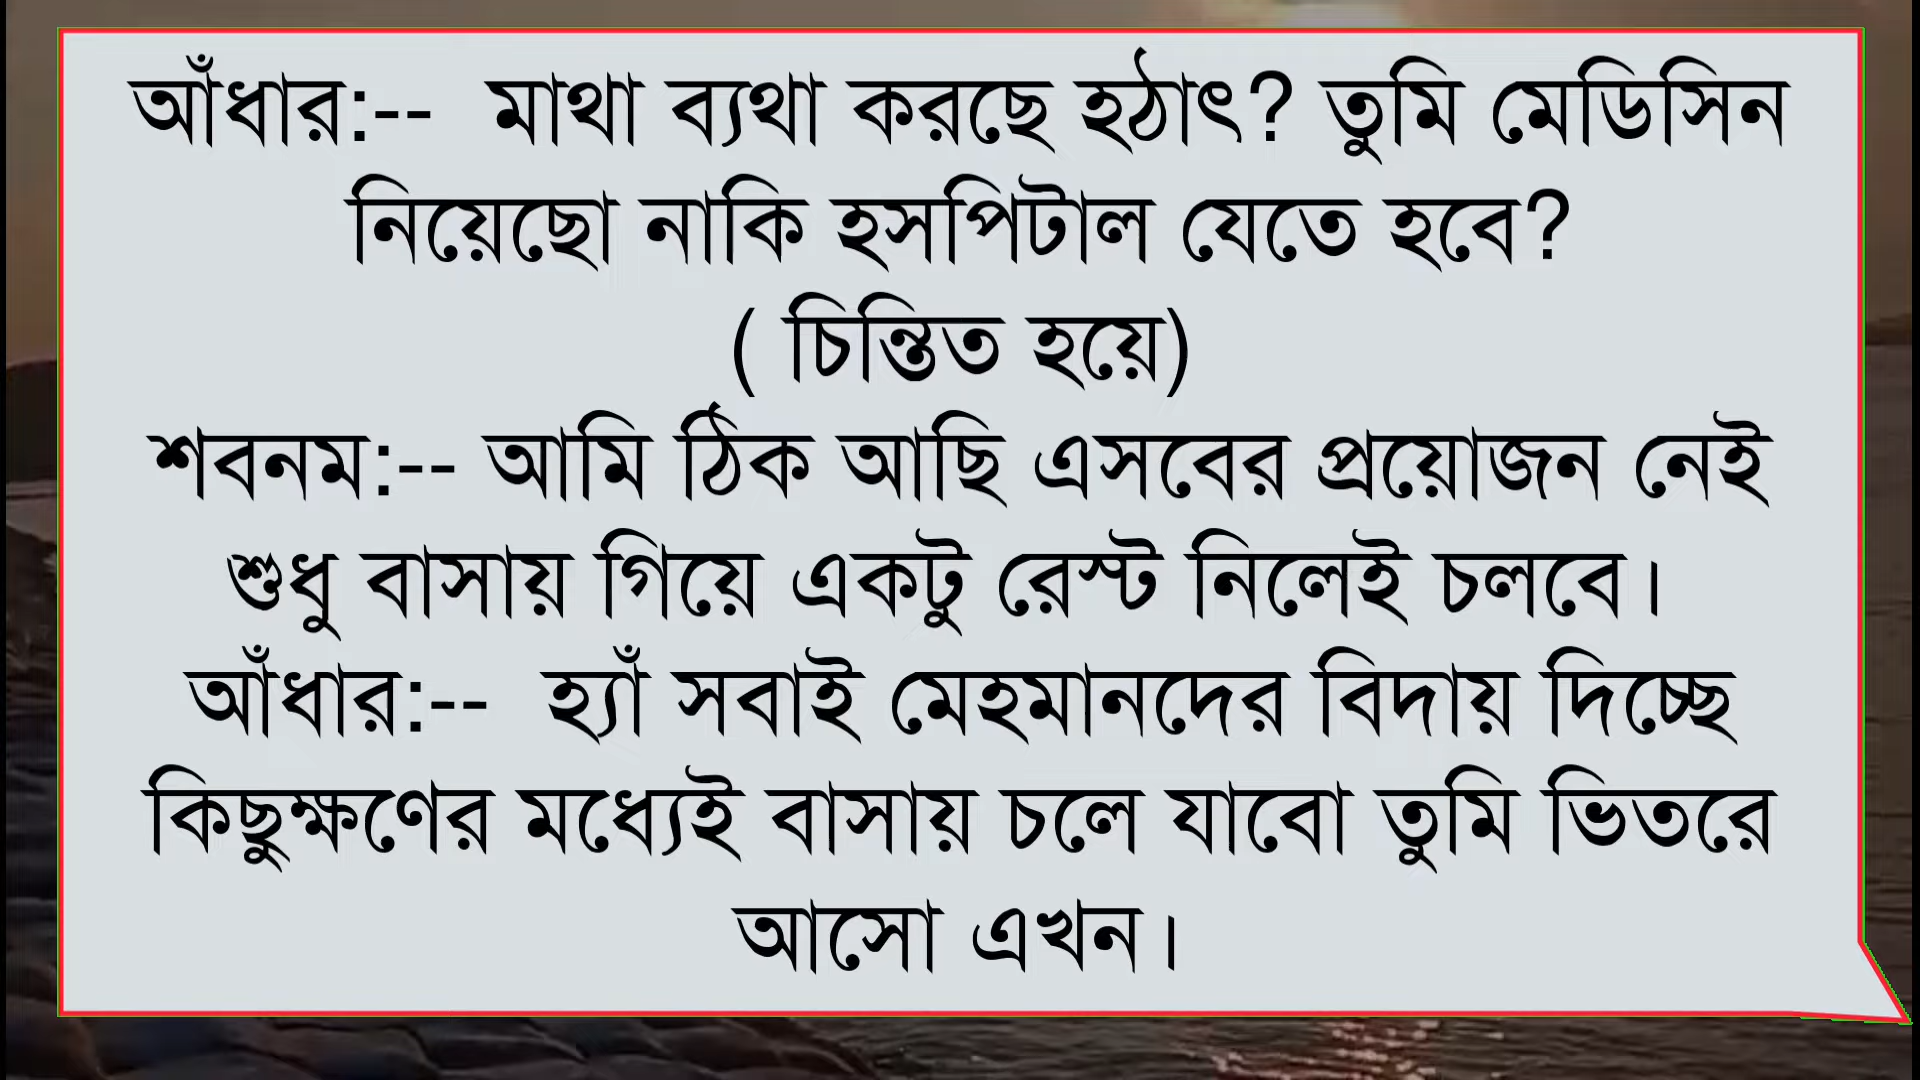 আঁধার:--  মাথা ব্যথা করছে হঠাৎ? তুমি মেডিসিন
নিয়েছো নাকি হসপিটাল যেতে হবে?
( চিন্তিত হয়ে)
শবনম:-- আমি ঠিক আছি এসবের প্রয়োজন নেই
শুধু বাসায় গিয়ে একটু রেস্ট নিলেই চলবে।
আঁধার:--  হ্যাঁ সবাই মেহমানদের বিদায় দিচ্ছে
কিছুক্ষণের মধ্যেই বাসায় চলে যাবো তুমি ভিতরে
আসো এখন।